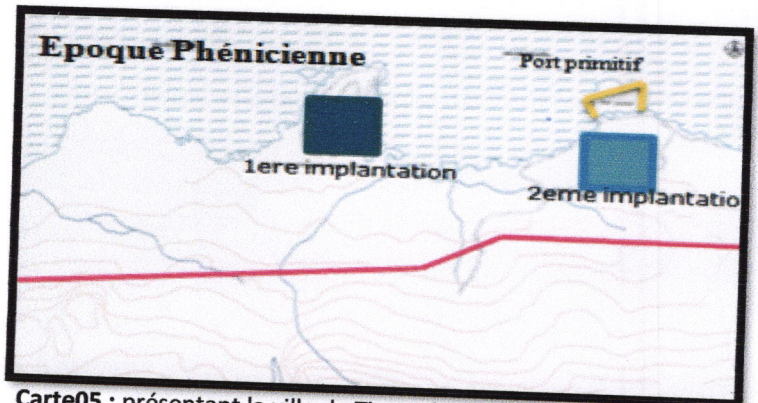 Epoque Phénicienne
Port primitif
1ere implantation
2eme implantatio
Carte05 : présentant la ville de